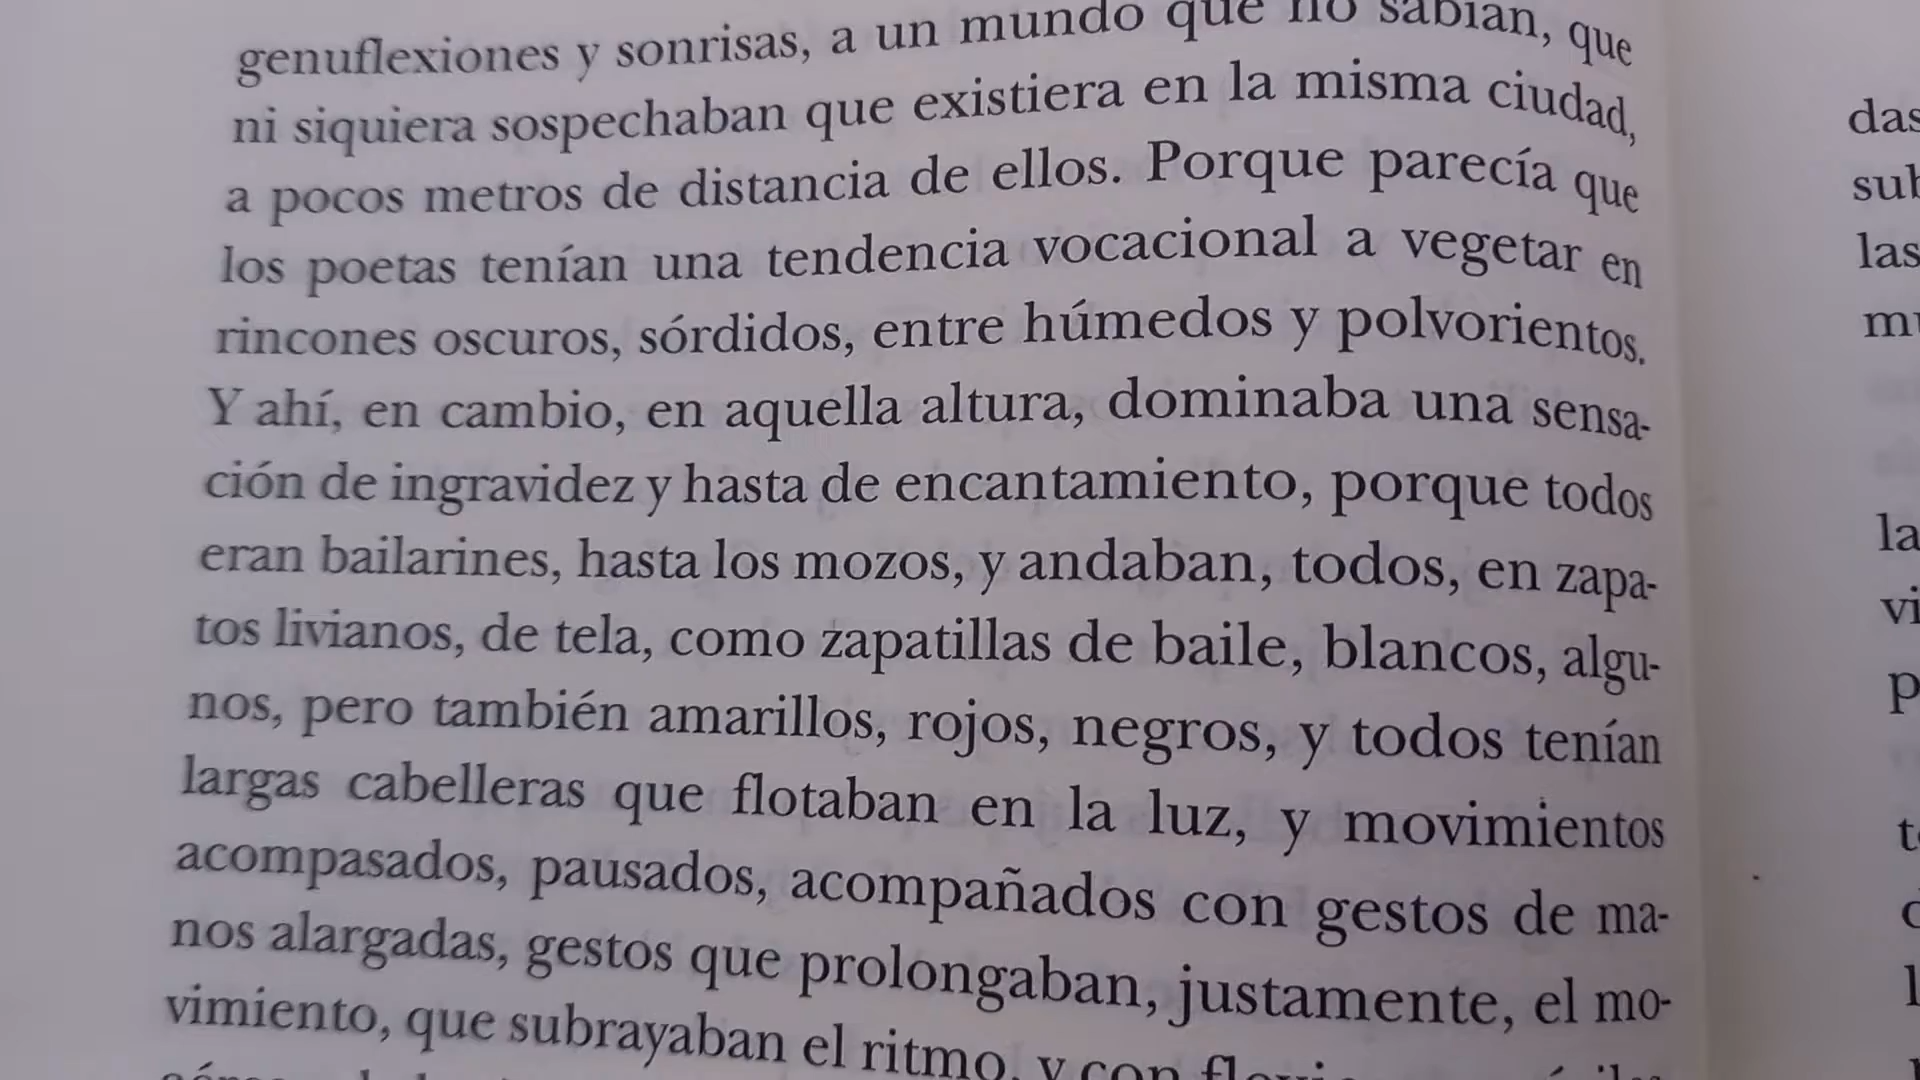 genuflexiones y sonrisas, a un mundo que no sabían, que
ni siquiera sospechaban que existiera en la misma ciudad,
a pocos metros de distancia de ellos. Porque parecía que
los poetas tenían una tendencia vocacional a vegetar en
rincones oscuros, sórdidos, entre húmedos y polvorientos.
Y ahí, en cambio, en aquella altura, dominaba una sensa-
ción de ingravidez y hasta de encantamiento, porque todos
eran bailarines, hasta los mozos, y andaban, todos, en zapa-
tos livianos, de tela, como zapatillas de baile, blancos, algu-
nos, pero también amarillos, rojos, negros, y todos tenían
largas cabelleras que flotaban en la luz, y movimientos
acompasados, pausados, acompañados con gestos de ma-
nos alargadas, gestos que prolongaban, justamente, el mo-
vimiento, que subrayaban el ritmo, y con
das
las
la
vi
p